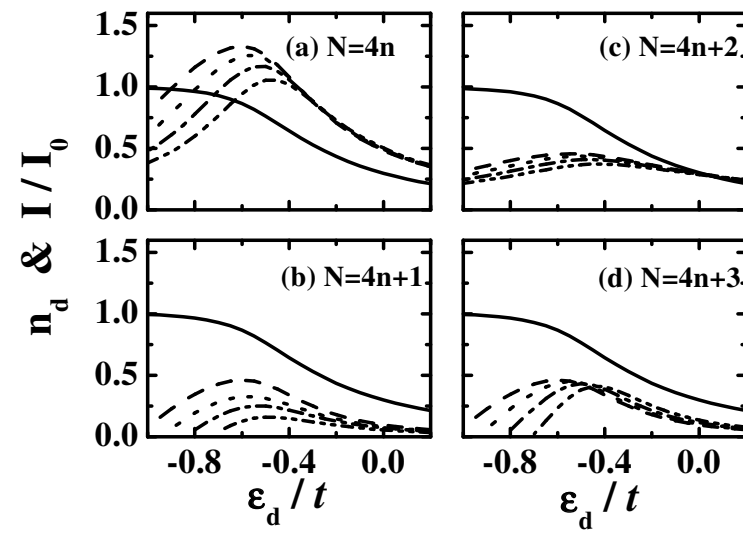 n_d & I / I_0
1.5
1.0
0.5
0.0
(a) N=4n
(c) N=4n+2
1.5
1.0
0.5
0.0
(b) N=4n+1
(d) N=4n+3
-0.8 -0.4 0.0
-0.8 -0.4 0.0
ε_d / t
ε_d / t